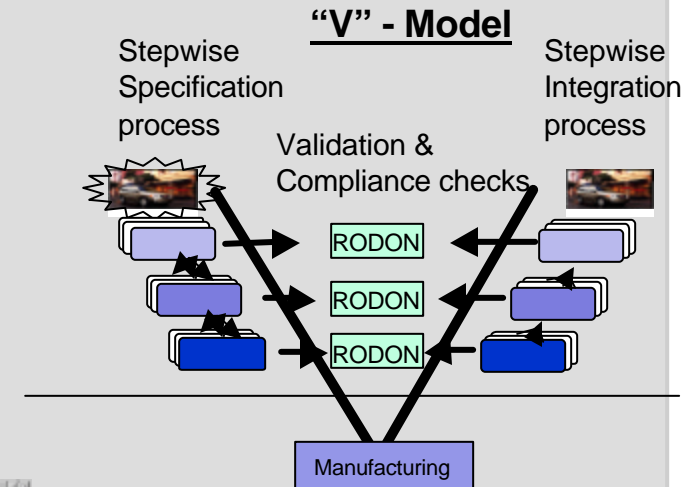 “V” - Model
Stepwise
Specification
process
Stepwise
Integration
process
Validation &
Compliance checks
RODON
RODON
RODON
Manufacturing